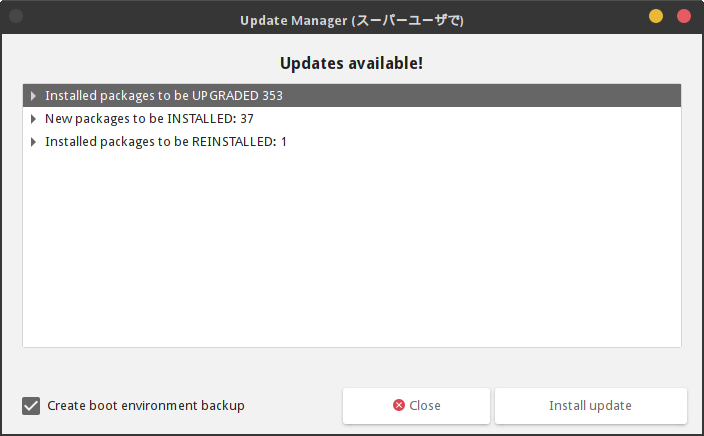 Update Manager (スーパーユーザで)
Updates available!
Installed packages to be UPGRADED 353
New packages to be INSTALLED: 37
Installed packages to be REINSTALLED: 1
Create boot environment backup
Close
Install update